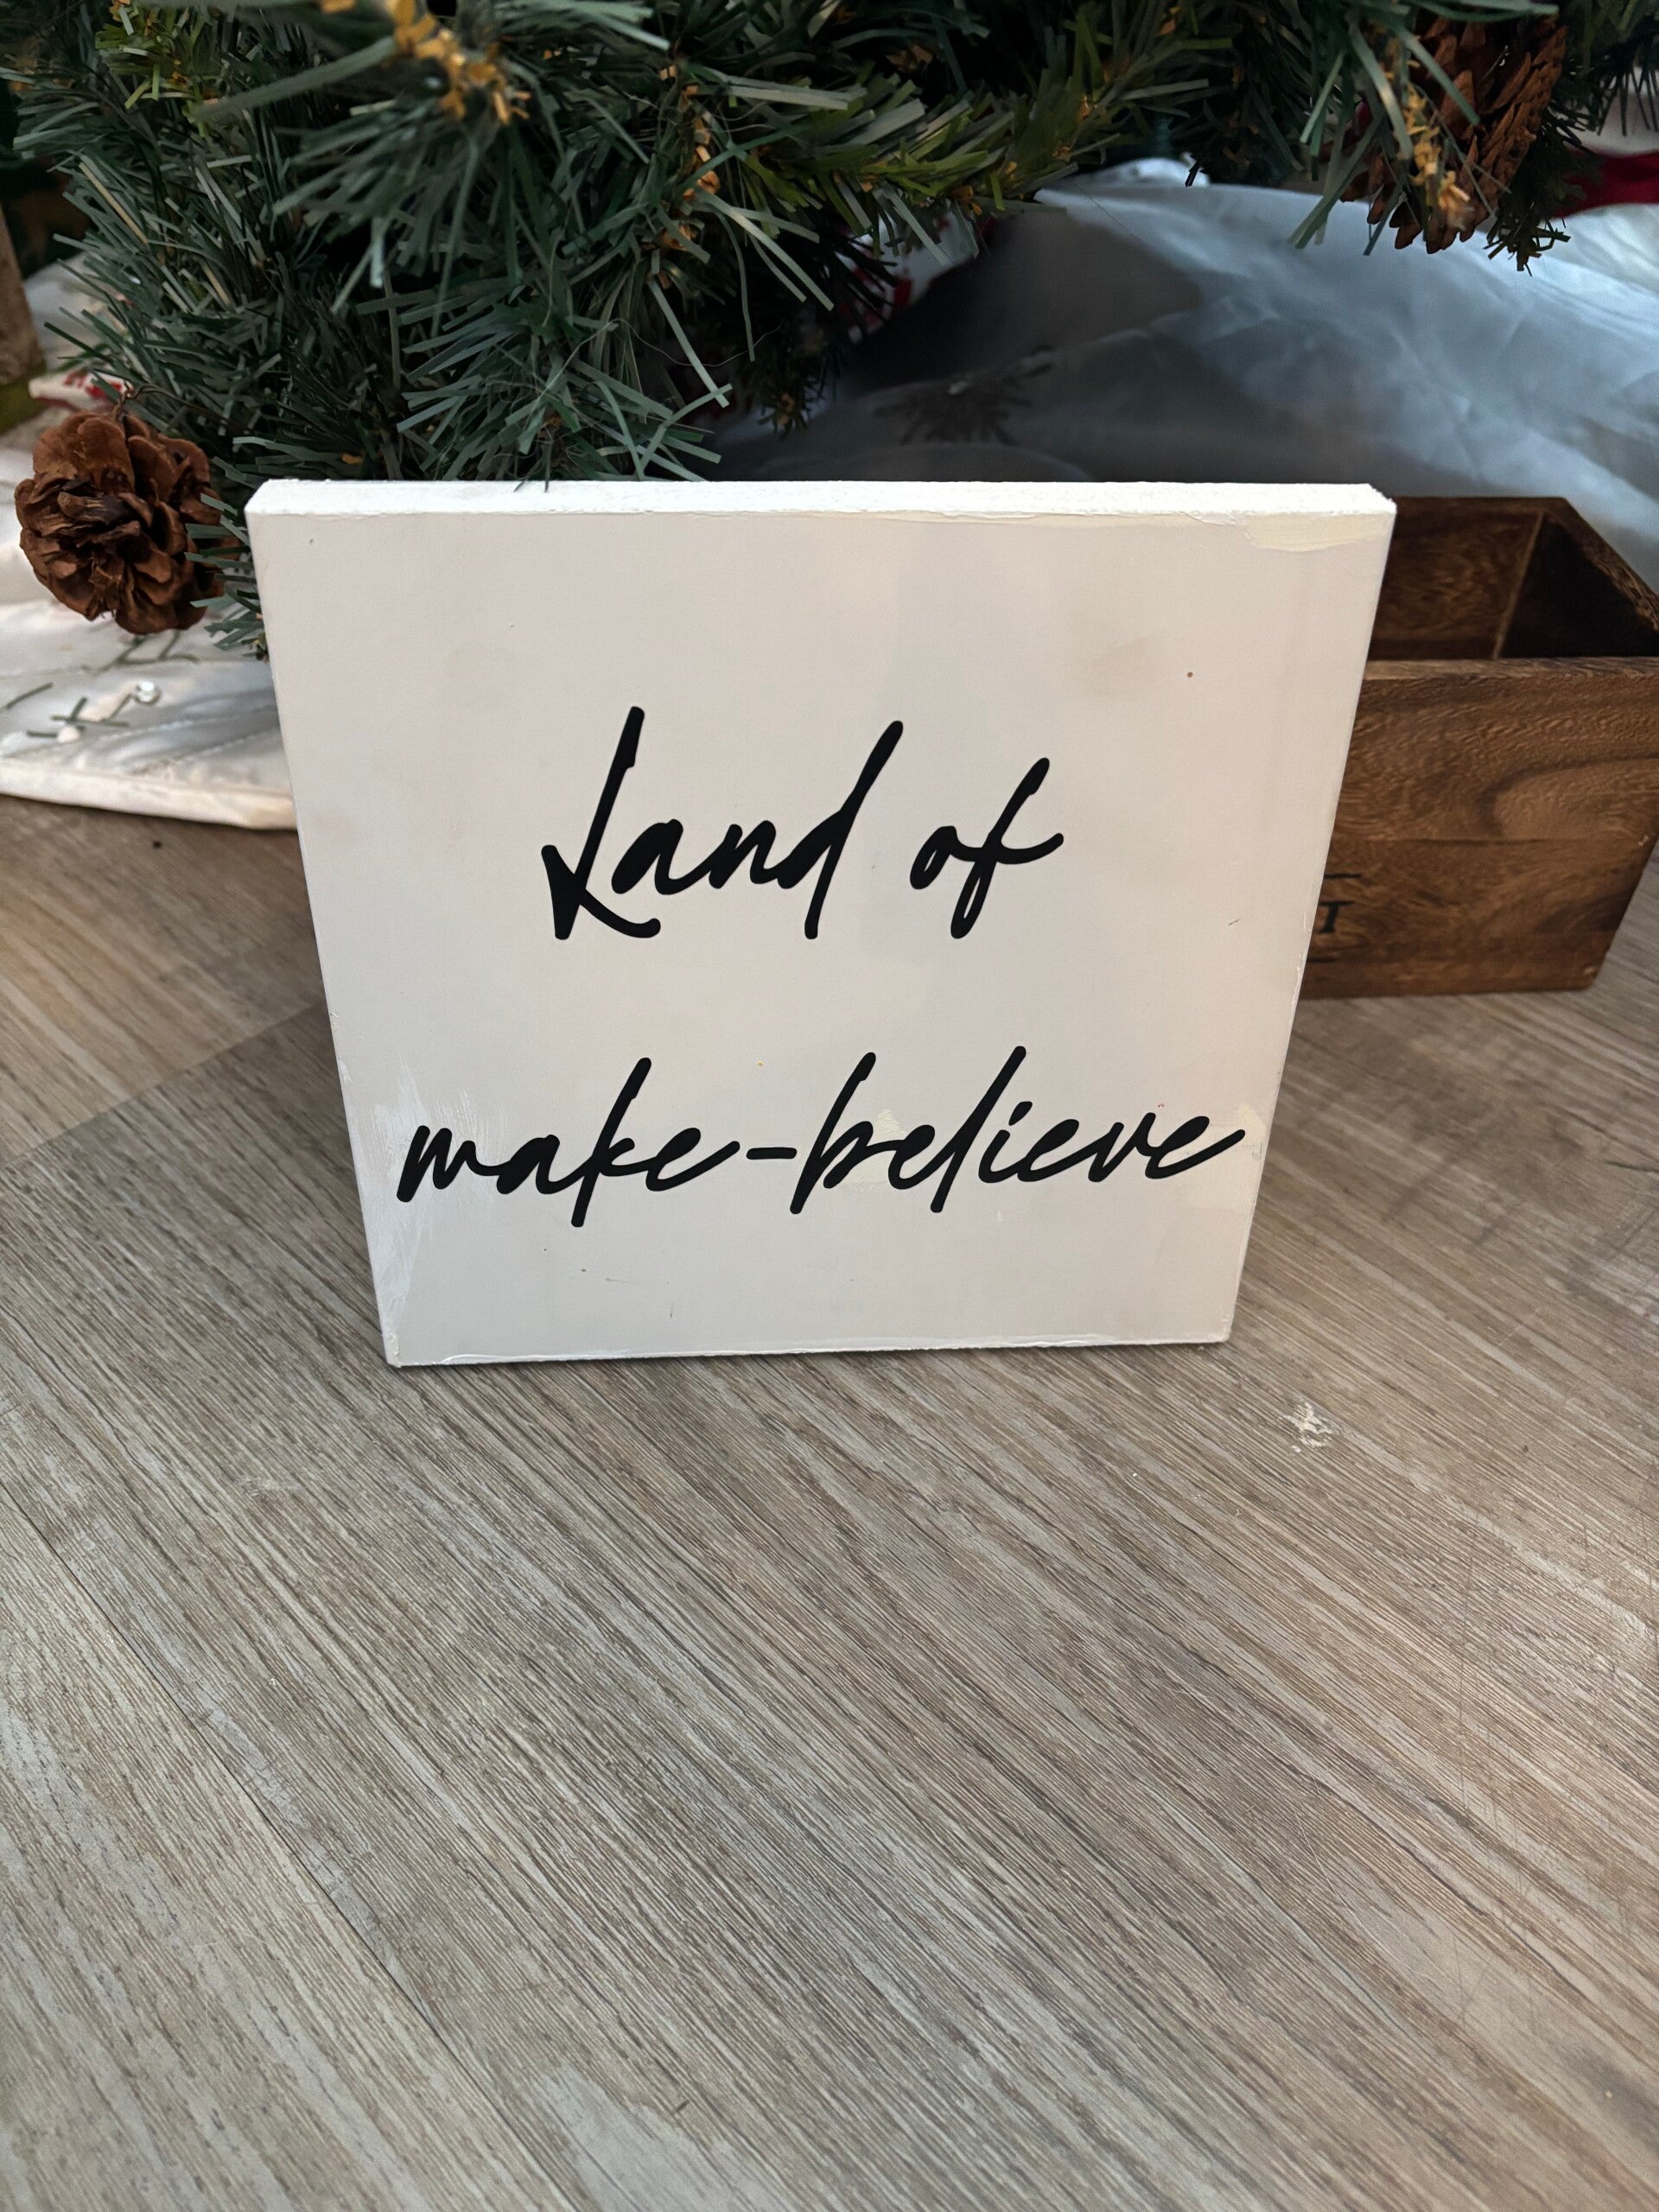 Land of
make-believe